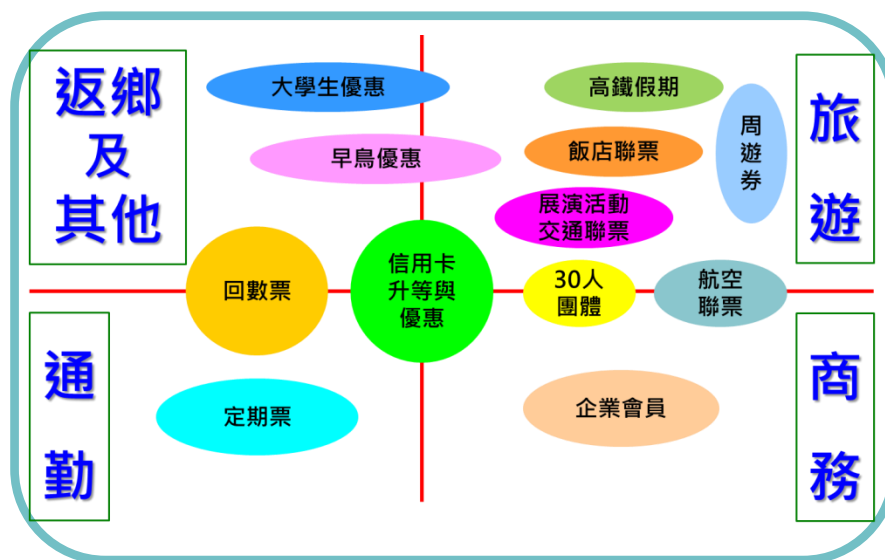 返鄉
及
其他
大學生優惠
早鳥優惠
高鐵假期
飯店聯票
展演活動
交通聯票
周
遊
券
旅
遊
回數票
信用卡
升等與
優惠
30人
團體
航空
聯票
通
勤
定期票
企業會員
商
務